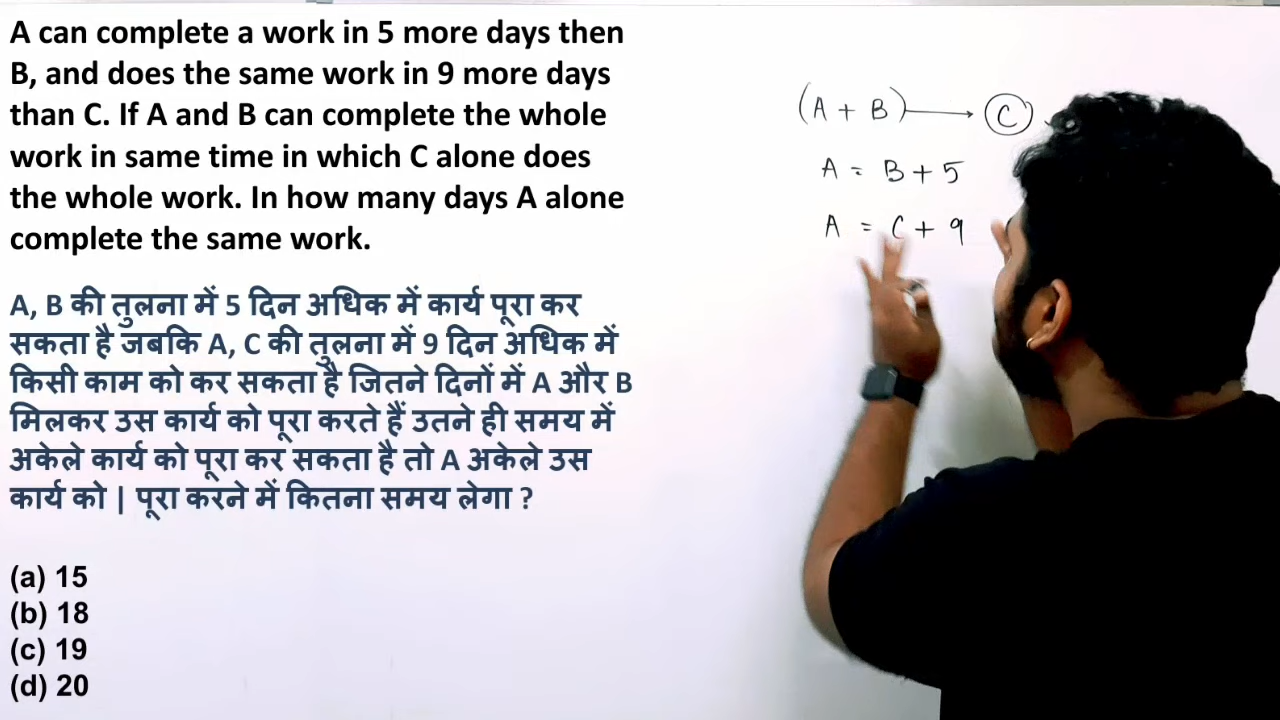 A can complete a work in 5 more days then
B, and does the same work in 9 more days
than C. If A and B can complete the whole
work in same time in which C alone does
the whole work. In how many days A alone
complete the same work.
A, B की तुलना में 5 दिन अधिक में कार्य पूरा कर
सकता है जबकि A, C की तुलना में 9 दिन अधिक में
किसी काम को कर सकता है जितने दिनों में A और B
मिलकर उस कार्य को पूरा करते हैं उतने ही समय में
अकेले कार्य को पूरा कर सकता है तो A अकेले उस
कार्य को | पूरा करने में कितना समय लेगा ?
(a) 15
(b) 18
(c) 19
(d) 20
(A + B) → C
A = B + 5
A = C + 9